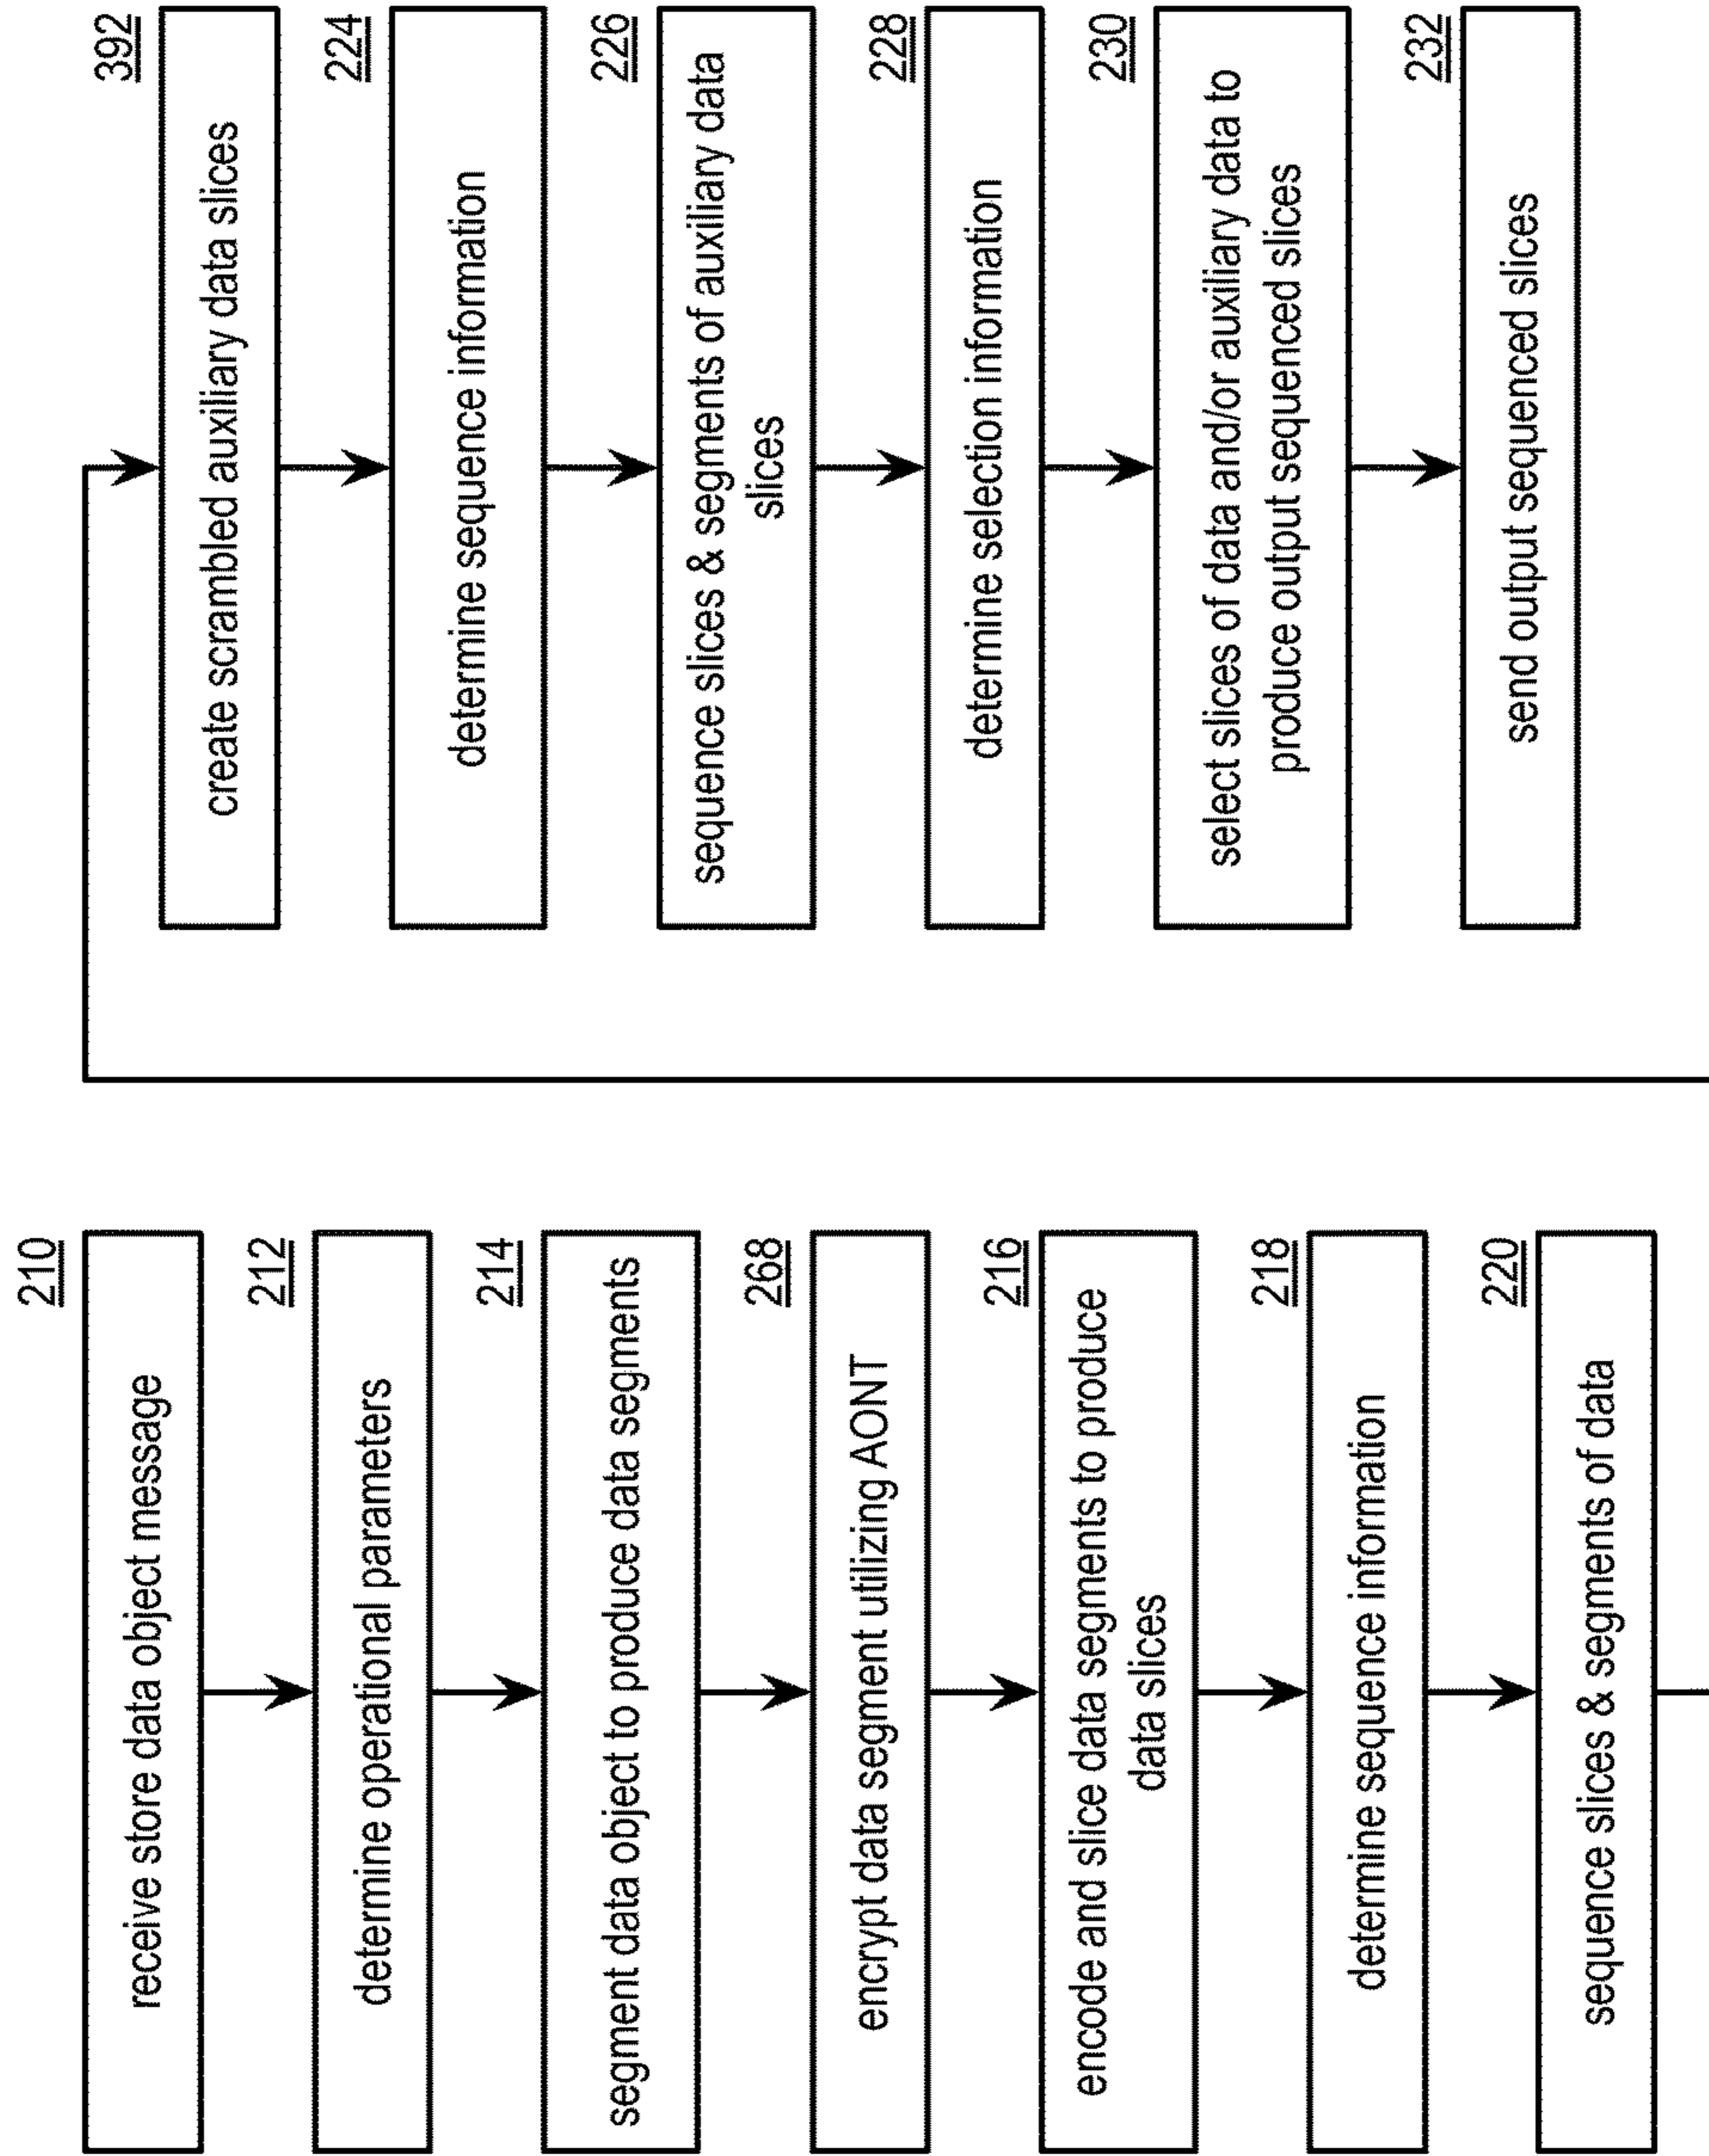 210
receive store data object message
212
determine operational parameters
214
segment data object to produce data segments
268
encrypt data segment utilizing AONT
216
encode and slice data segments to produce
data slices
218
determine sequence information
220
sequence slices & segments of data
392
create scrambled auxiliary data slices
224
determine sequence information
226
sequence slices & segments of auxiliary data
slices
228
determine selection information
230
select slices of data and/or auxiliary data to
produce output sequenced slices
232
send output sequenced slices